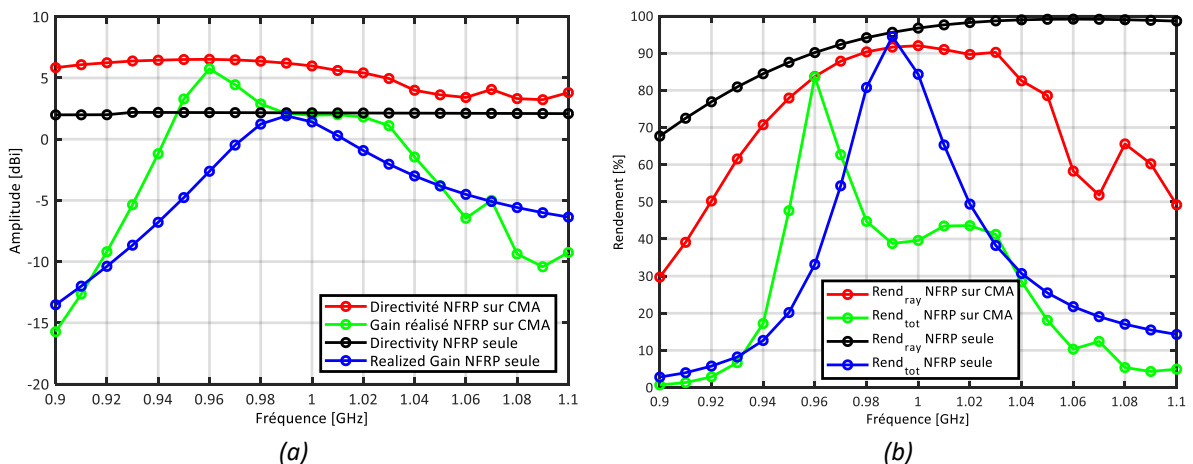 10
5
0
-5
-10
-15
-20
Amplitude [dBi]
0.9 0.92 0.94 0.96 0.98 1 1.02 1.04 1.06 1.08 1.1
Fréquence [GHz]
Directivité NFRP sur CMA
Gain réalisé NFRP sur CMA
Directivity NFRP seule
Realized Gain NFRP seule
(a)
100
90
80
70
60
50
40
30
20
10
0
Rendement [%]
0.9 0.92 0.94 0.96 0.98 1 1.02 1.04 1.06 1.08 1.1
Fréquence [GHz]
Rend_ray NFRP sur CMA
Rend_tot NFRP sur CMA
Rend_ray NFRP seule
Rend_tot NFRP seule
(b)